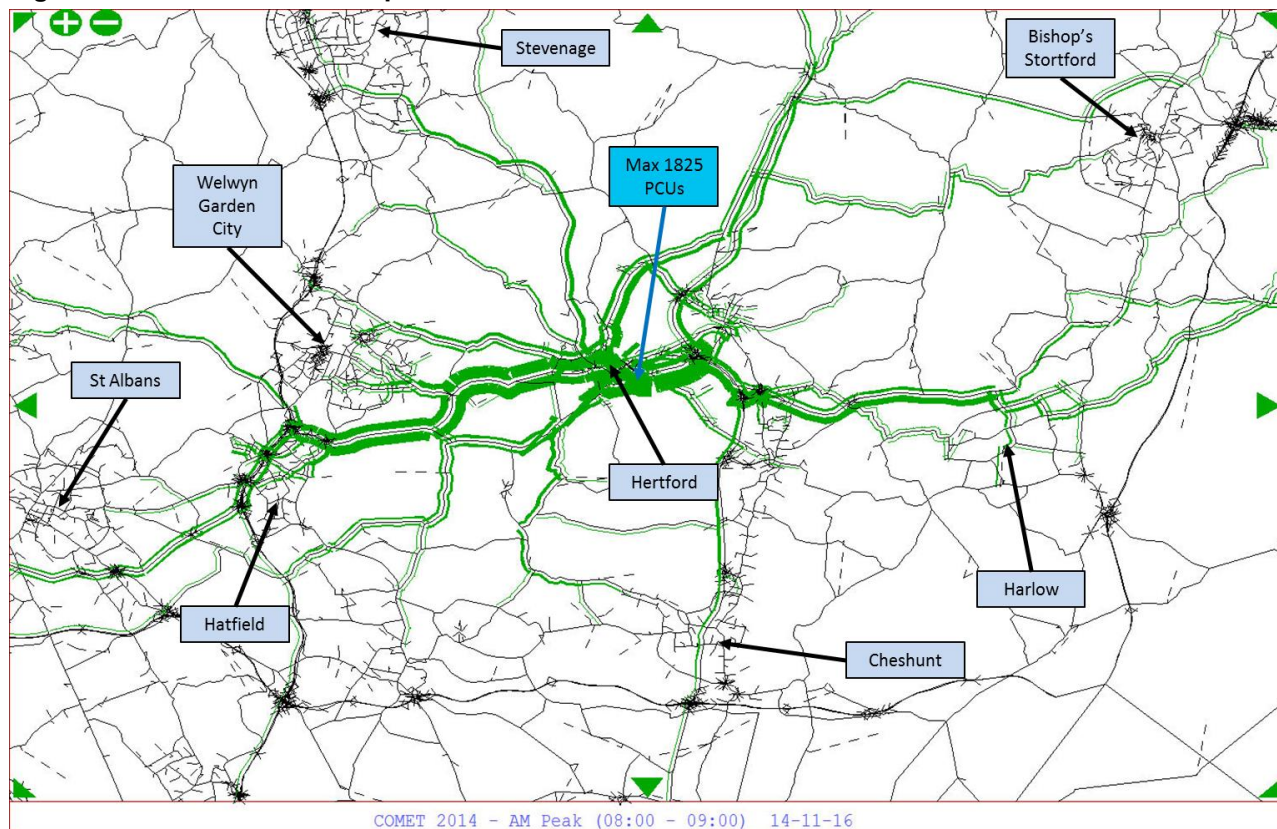 Stevenage
Bishop's
Stortford
Max 1825
PCUs
Welwyn
Garden
City
St Albans
Hertford
Harlow
Hatfield
Cheshunt
COMET 2014 - AM Peak (08:00 - 09:00) 14-11-16